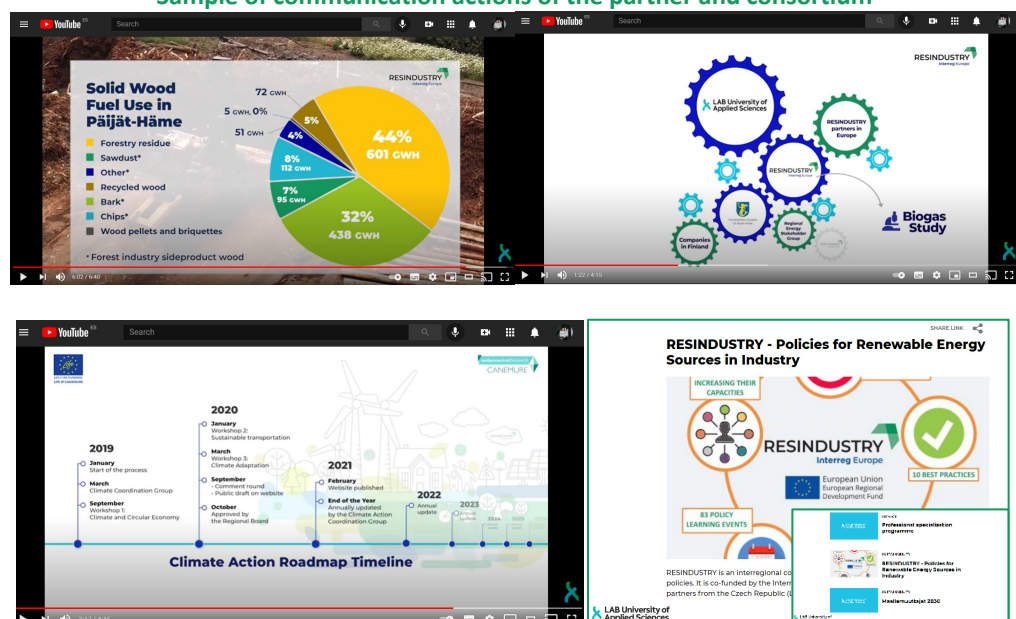 Sample of communication actions of the partner and consortium
YouTube ES
Search
RESINDUSTRY
Interreg Europe
Solid Wood
Fuel Use in
Päijät-Häme
Forestry residue
Sawdust*
Other*
Recycled wood
Bark*
Chips*
Wood pellets and briquettes
* Forest industry sideproduct wood
72 GWH
5 GWH, 0%
51 GWH
5%
4%
8%
112 GWH
7%
95 GWH
44%
601 GWH
32%
438 GWH
6:02 / 6:40
YouTube ES
Search
RESINDUSTRY
Interreg Europe
LAB University of
Applied Sciences
RESINDUSTRY
partners in
Europe
RESINDUSTRY
Interreg Europe
Companies
in Finland
Regional
Energy
Stakeholder
Group
Biogas
Study
1:22 / 4:15
YouTube ES
Search
CANEMURE
2019
January
Start of the process
March
Climate Coordination Group
September
Workshop 1:
Climate and Circular Economy
2020
January
Workshop 2:
Sustainable transportation
March
Workshop 3:
Climate Adaptation
September
- Comment round
- Public draft on website
October
Approved by
the Regional Board
2021
February
Website published
End of the Year
Annually updated
by the Climate Action
Coordination Group
2022
Annual
update
2023
Annual
update
2024
Climate Action Roadmap Timeline
SHARE LINK
RESINDUSTRY - Policies for Renewable Energy
Sources in Industry
INCREASING THEIR
CAPACITIES
RESINDUSTRY
Interreg Europe
European Union
European Regional
Development Fund
10 BEST PRACTICES
83 POLICY
LEARNING EVENTS
RESINDUSTRY is an Interregional co
policies. It is co-funded by the Interr
partners from the Czech Republic (L
LAB University of
Applied Sciences
Professional specialisation
programme
RESINDUSTRY - Policies for
Renewable Energy Sources in
Industry
Maailemuuttajat 2030
LAB University of